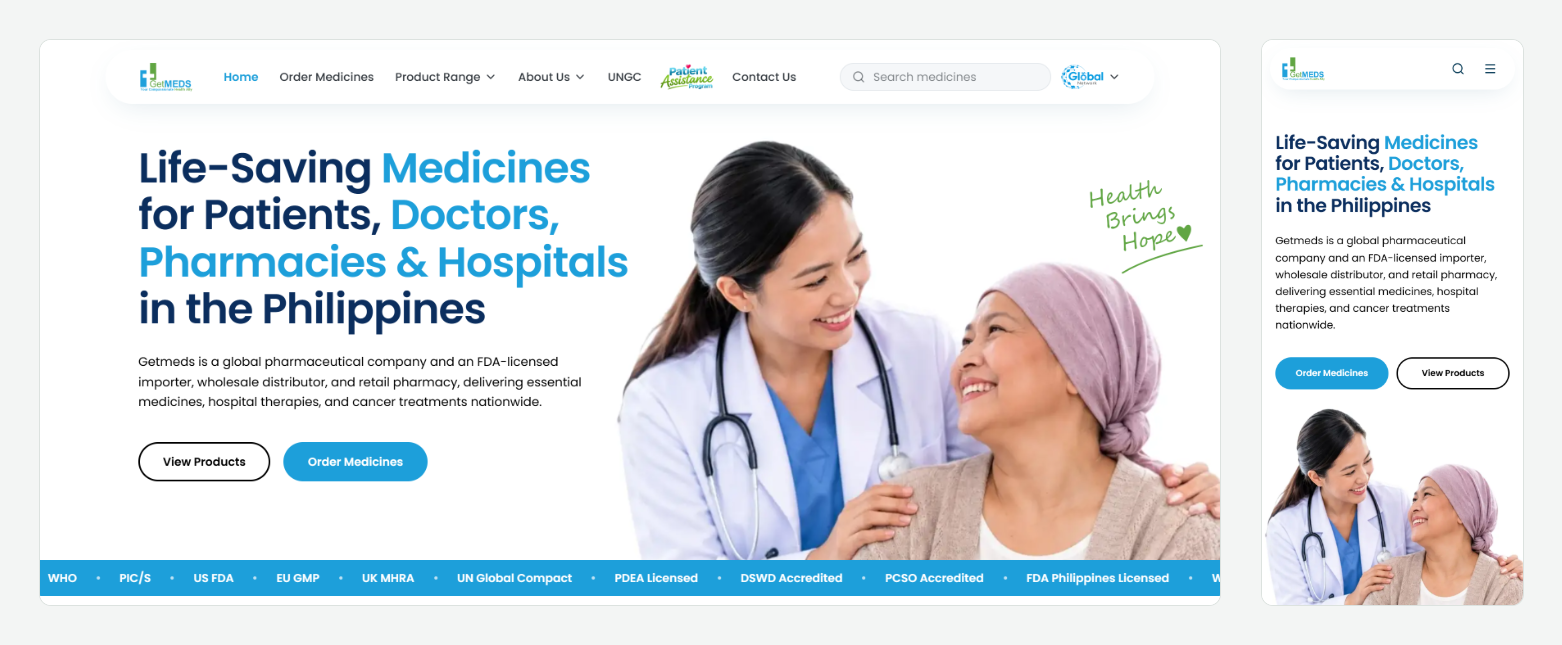 GetMEDS
Home
Order Medicines
Product Range
About Us
UNGC
Patient
Assistance
Program
Contact Us
Search medicines
Global
Network
Life-Saving Medicines
for Patients, Doctors,
Pharmacies & Hospitals
in the Philippines
Getmeds is a global pharmaceutical company and an FDA-licensed
importer, wholesale distributor, and retail pharmacy, delivering essential
medicines, hospital therapies, and cancer treatments nationwide.
View Products
Order Medicines
Health
Brings
Hope
WHO • PIC/S • US FDA • EU GMP • UK MHRA • UN Global Compact • PDEA Licensed • DSWD Accredited • PCSO Accredited • FDA Philippines Licensed •
GetMEDS
Life-Saving Medicines
for Patients, Doctors,
Pharmacies & Hospitals
in the Philippines
Getmeds is a global pharmaceutical
company and an FDA-licensed importer,
wholesale distributor, and retail pharmacy,
delivering essential medicines, hospital
therapies, and cancer treatments
nationwide.
Order Medicines
View Products